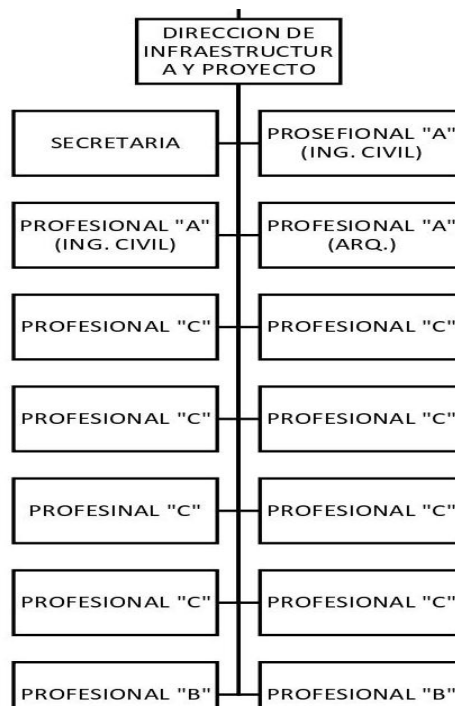 DIRECCION DE
INFRAESTRUCTUR
A Y PROYECTO
SECRETARIA
PROSEFIONAL "A"
(ING. CIVIL)
PROFESIONAL "A"
(ING. CIVIL)
PROFESIONAL "A"
(ARQ.)
PROFESIONAL "C"
PROFESIONAL "C"
PROFESIONAL "C"
PROFESIONAL "C"
PROFESINAL "C"
PROFESIONAL "C"
PROFESIONAL "C"
PROFESIONAL "C"
PROFESIONAL "B"
PROFESIONAL "B"